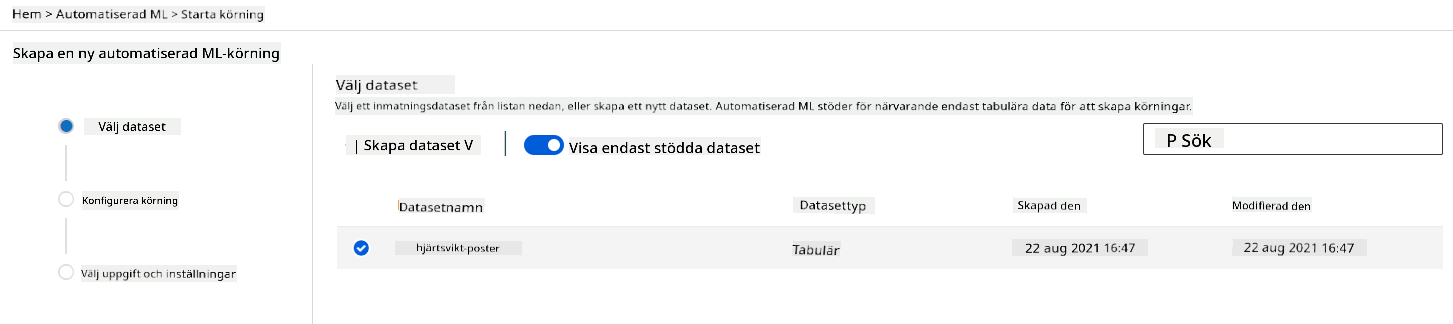 Hem > Automatiserad ML > Starta körning
Skapa en ny automatiserad ML-körning
Välj dataset
Konfigurera körning
Välj uppgift och inställningar
Välj dataset
Välj ett inmatningsdataset från listan nedan, eller skapa ett nytt dataset. Automatiserad ML stöder för närvarande endast tabulära data för att skapa körningar.
| Skapa dataset V
Visa endast stödda dataset
P Sök
Datasetnamn Datasettyp Skapad den Modifierad den
hjärtsvikt-poster Tabulär 22 aug 2021 16:47 22 aug 2021 16:47